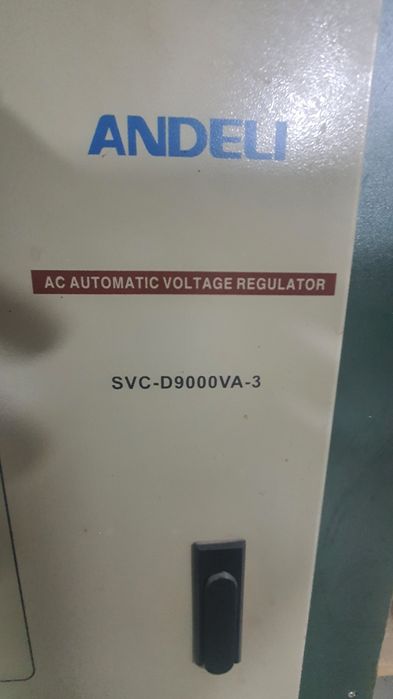 ANDELI
AC AUTOMATIC VOLTAGE REGULATOR
SVC-D9000VA-3